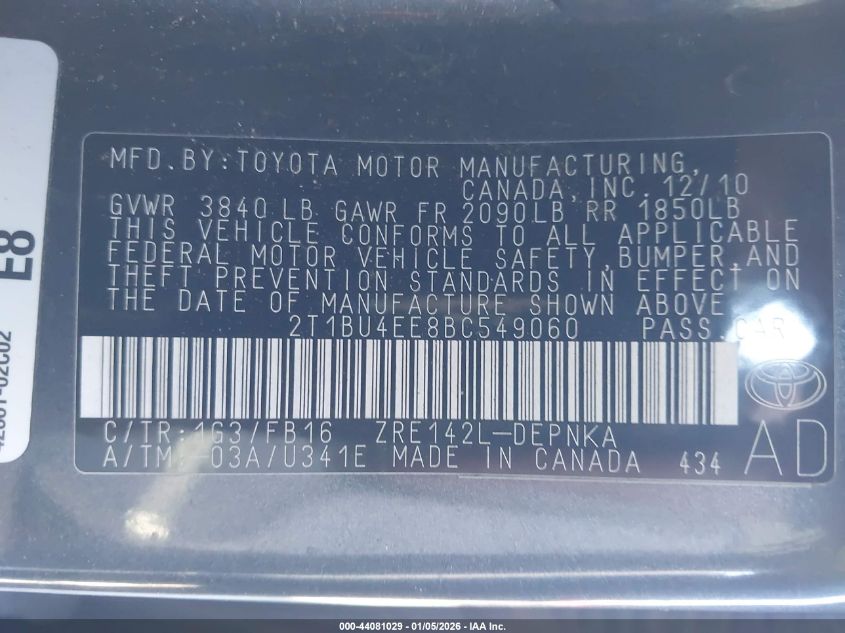 MFD.BY:TOYOTA MOTOR MANUFACTURING,
CANADA, INC. 12/10
GVWR 3840 LB GAWR FR 2090LB RR 1850LB
THIS VEHICLE CONFORMS TO ALL APPLICABLE
FEDERAL MOTOR VEHICLE SAFETY, BUMPER, AND
THEFT PREVENTION STANDARDS IN EFFECT ON
THE DATE OF MANUFACTURE SHOWN ABOVE.
2T1BU4EE8BC549060 PASS.CAR
C/TR:1G3/FB16 ZRE142L-DEPNKA
A/TM:-03A/U341E MADE IN CANADA 434
AD
E8
000-44081029 - 01/05/2026 - IAA Inc.